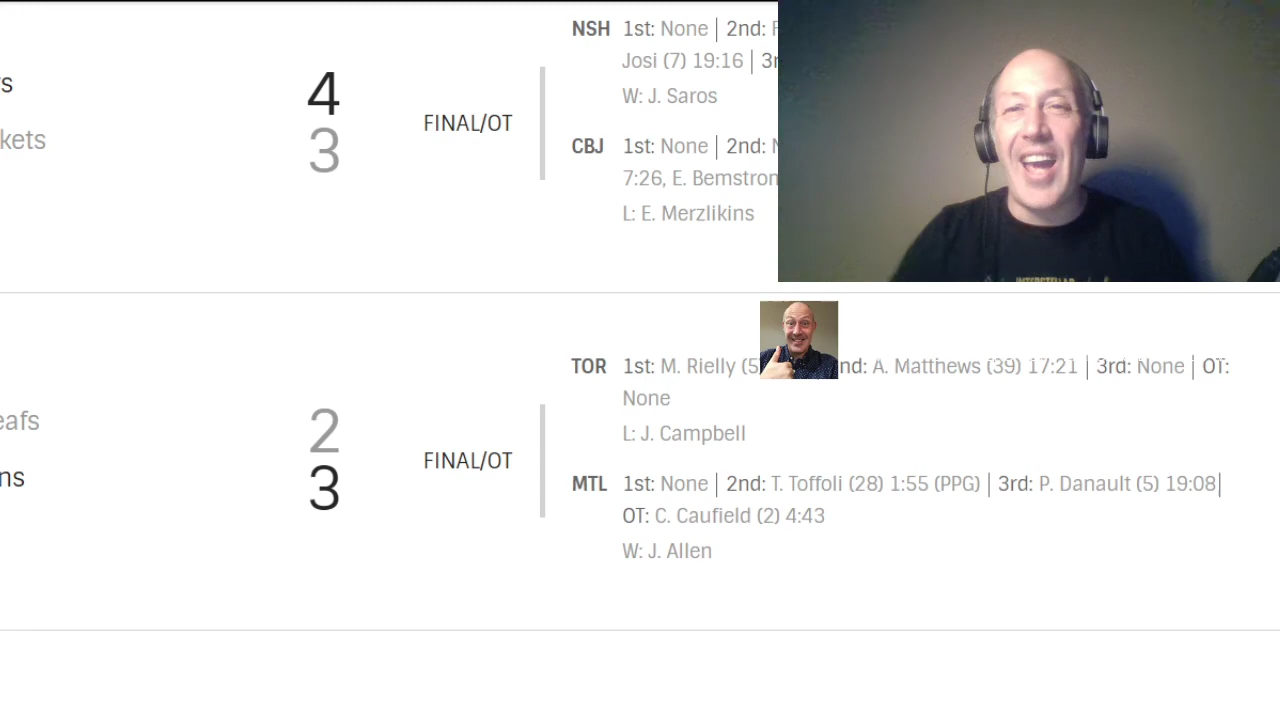 NSH 1st: None | 2nd:
Josi (7) 19:16 |
W: J. Saros
rs 4
kets 3
FINAL/OT
CBJ 1st: None | 2nd:
7:26, E. Bemstron
L: E. Merzlikins
INTERSTELLAR
TOR 1st: M. Rielly (5 nd: A. Matthews (39) 17:21 | 3rd: None | OT:
None
L: J. Campbell
eafs 2
ns 3
FINAL/OT
MTL 1st: None | 2nd: T. Toffoli (28) 1:55 (PPG) | 3rd: P. Danault (5) 19:08|
OT: C. Caufield (2) 4:43
W: J. Allen